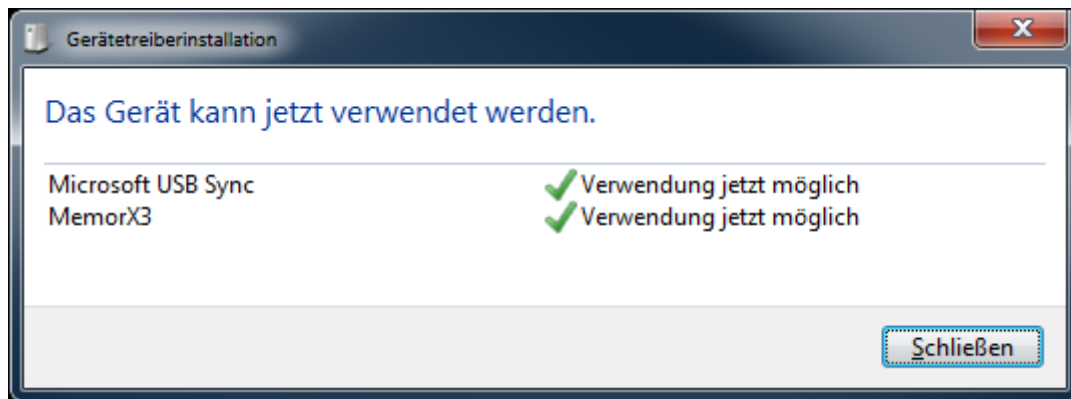 Gerätetreiberinstallation
Das Gerät kann jetzt verwendet werden.
Microsoft USB Sync Verwendung jetzt möglich
MemorX3 Verwendung jetzt möglich
Schließen